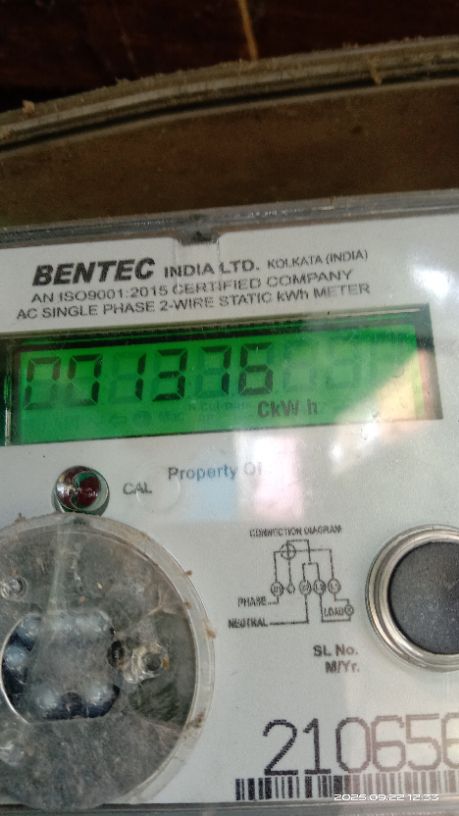 BENTEC INDIA LTD. KOLKATA (INDIA)
AN ISO9001:2015 CERTIFIED COMPANY
AC SINGLE PHASE 2-WIRE STATIC kWh METER
001376
CkWh
Property Of
CAL
CONNECTION DIAGRAM
PHASE
LOAD
NEUTRAL
SL No.
M/Yr.
210656
2025.09.22 12:33